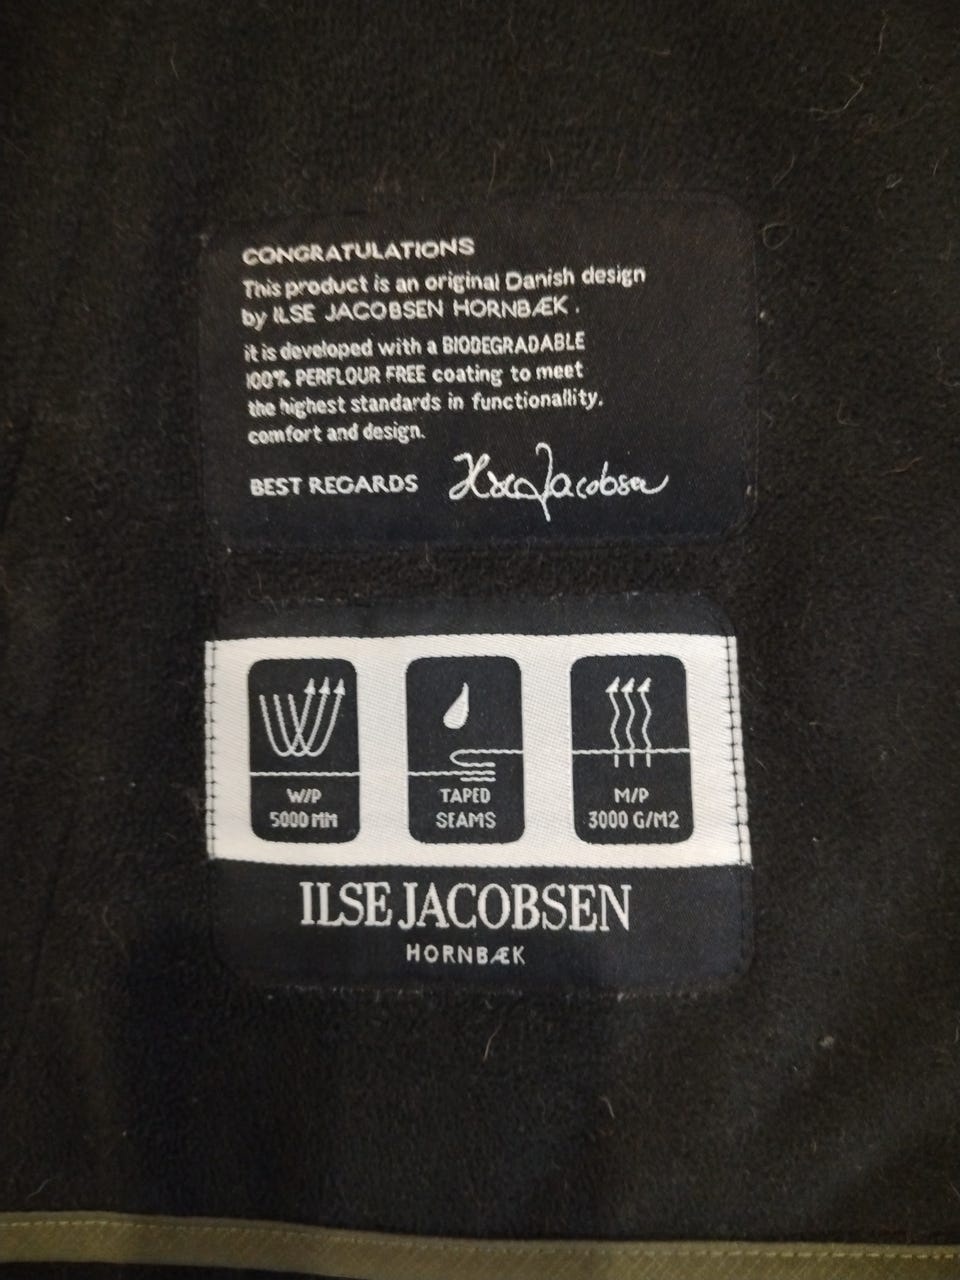 CONGRATULATIONS
This product is an original Danish design
by ILSE JACOBSEN HORNBÆK.
it is developed with a BIODEGRADABLE
100% PERFLOUR FREE coating to meet
the highest standards in functionallity,
comfort and design.
BEST REGARDS Ilse Jacobsen
W/P
5000 MM
TAPED
SEAMS
M/P
3000 G/M2
ILSE JACOBSEN
HORNBÆK